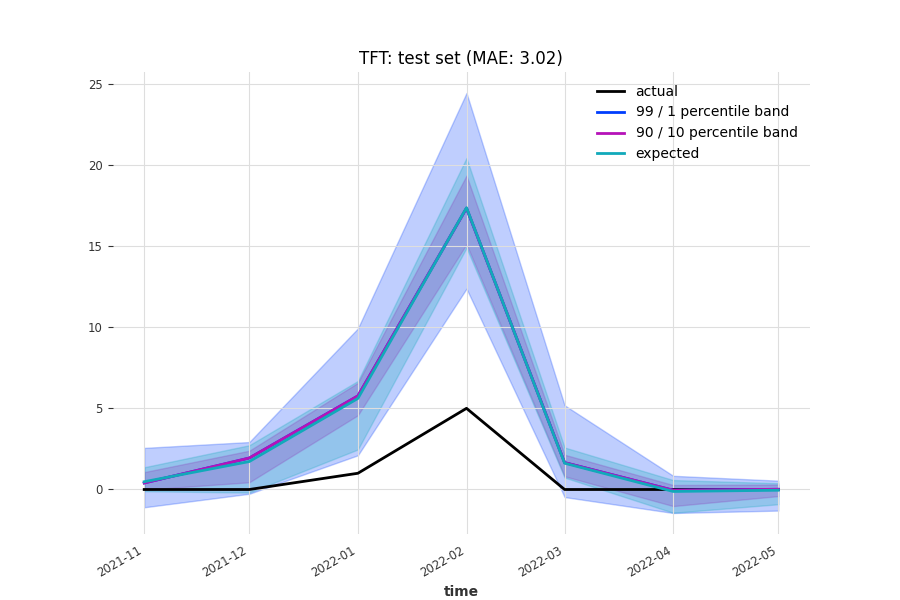 TFT: test set (MAE: 3.02)
actual
99 / 1 percentile band
90 / 10 percentile band
expected
25
20
15
10
5
0
2021-11
2021-12
2022-01
2022-02
2022-03
2022-04
2022-05
time